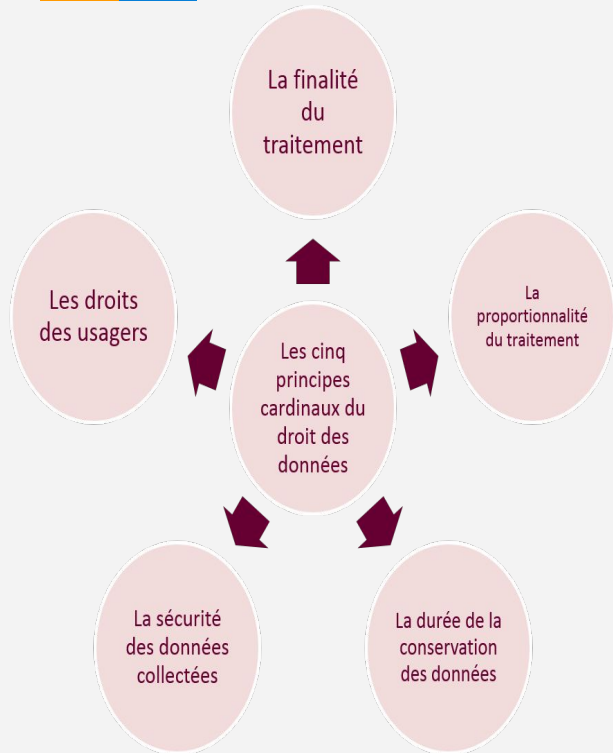 La finalité
du
traitement
Les droits
des usagers
La
proportionnalité
du traitement
Les cinq
principes
cardinaux du
droit des
données
La sécurité
des données
collectées
La durée de la
conservation
des données